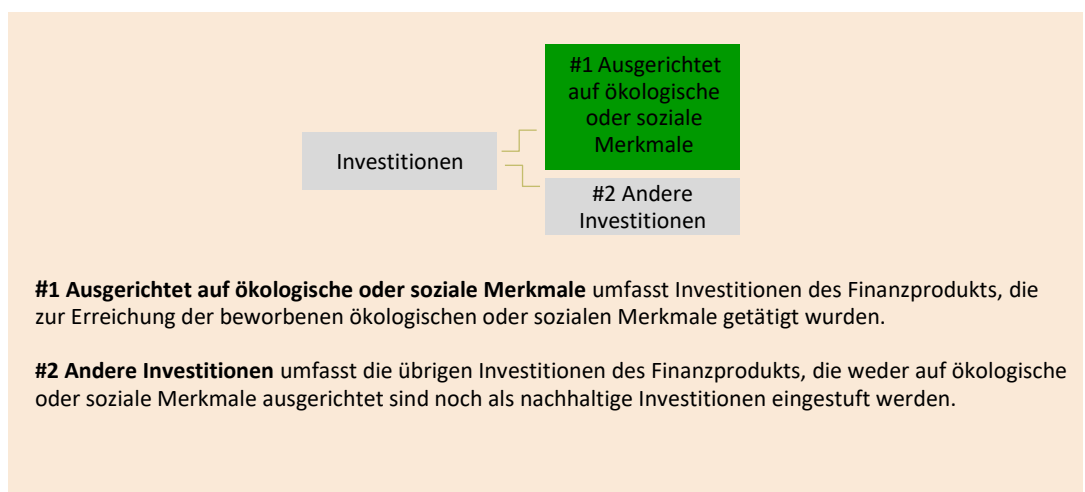 #1 Ausgerichtet
auf ökologische
oder soziale
Merkmale
Investitionen
#2 Andere
Investitionen
#1 Ausgerichtet auf ökologische oder soziale Merkmale umfasst Investitionen des Finanzprodukts, die
zur Erreichung der beworbenen ökologischen oder sozialen Merkmale getätigt wurden.
#2 Andere Investitionen umfasst die übrigen Investitionen des Finanzprodukts, die weder auf ökologische
oder soziale Merkmale ausgerichtet sind noch als nachhaltige Investitionen eingestuft werden.